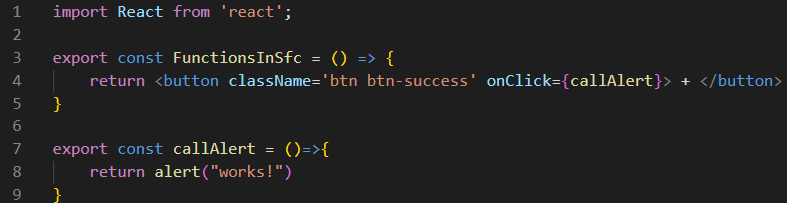 1 import React from 'react';
2
3 export const FunctionsInSfc = () => {
4     return <button className='btn btn-success' onClick={callAlert}> + </button>
5 }
6
7 export const callAlert = ()=>{
8     return alert("works!")
9 }